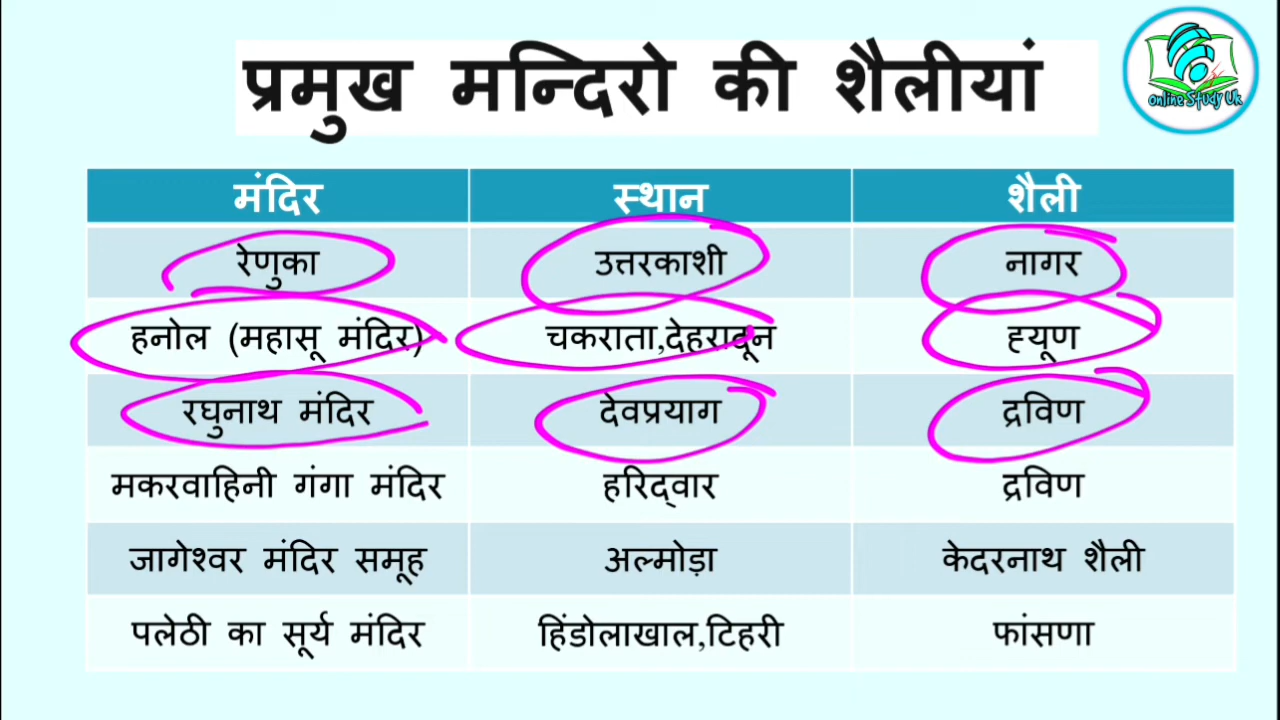 प्रमुख मन्दिरो की शैलीयां
online Study Uk
मंदिर स्थान शैली
रेणुका उत्तरकाशी नागर
हनोल (महासू मंदिर) चकराता,देहरादून ह्यूण
रघुनाथ मंदिर देवप्रयाग द्रविण
मकरवाहिनी गंगा मंदिर हरिद्वार द्रविण
जागेश्वर मंदिर समूह अल्मोड़ा केदरनाथ शैली
पलेठी का सूर्य मंदिर हिंडोलाखाल,टिहरी फांसणा